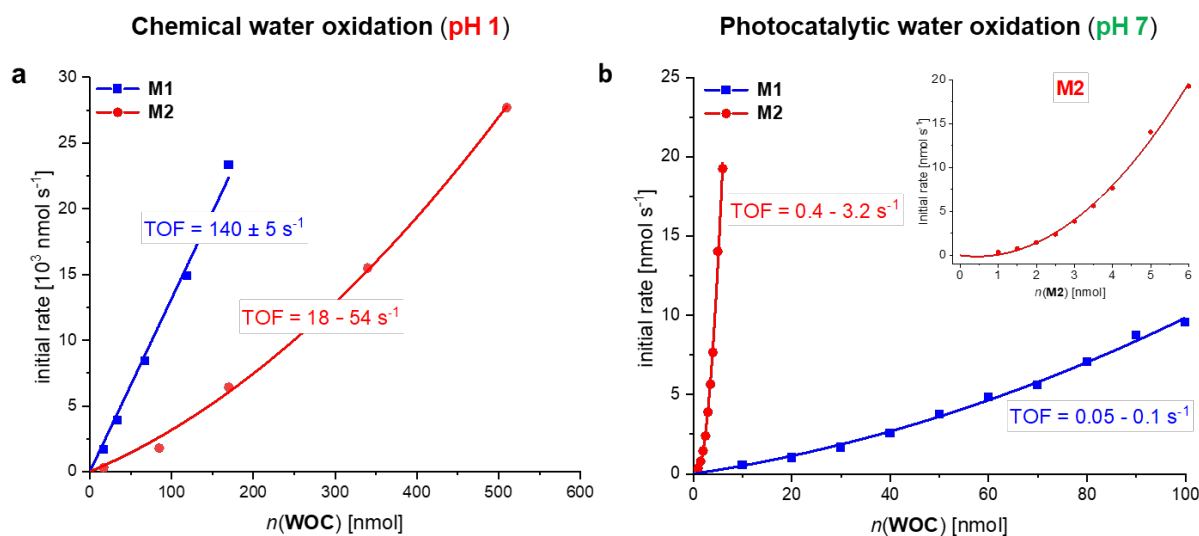 Chemical water oxidation (pH 1)
Photocatalytic water oxidation (pH 7)
a
M1
M2
TOF = 140 ± 5 s⁻¹
TOF = 18 - 54 s⁻¹
initial rate [10³ nmol s⁻¹]
30
25
20
15
10
5
0
0 100 200 300 400 500 600
n(WOC) [nmol]
b
M1
M2
TOF = 0.4 - 3.2 s⁻¹
TOF = 0.05 - 0.1 s⁻¹
initial rate [nmol s⁻¹]
25
20
15
10
5
0
0 20 40 60 80 100
n(WOC) [nmol]
M2
Initial rate [nmol s⁻¹]
20
15
10
5
0
0 1 2 3 4 5 6
n(M2) [nmol]